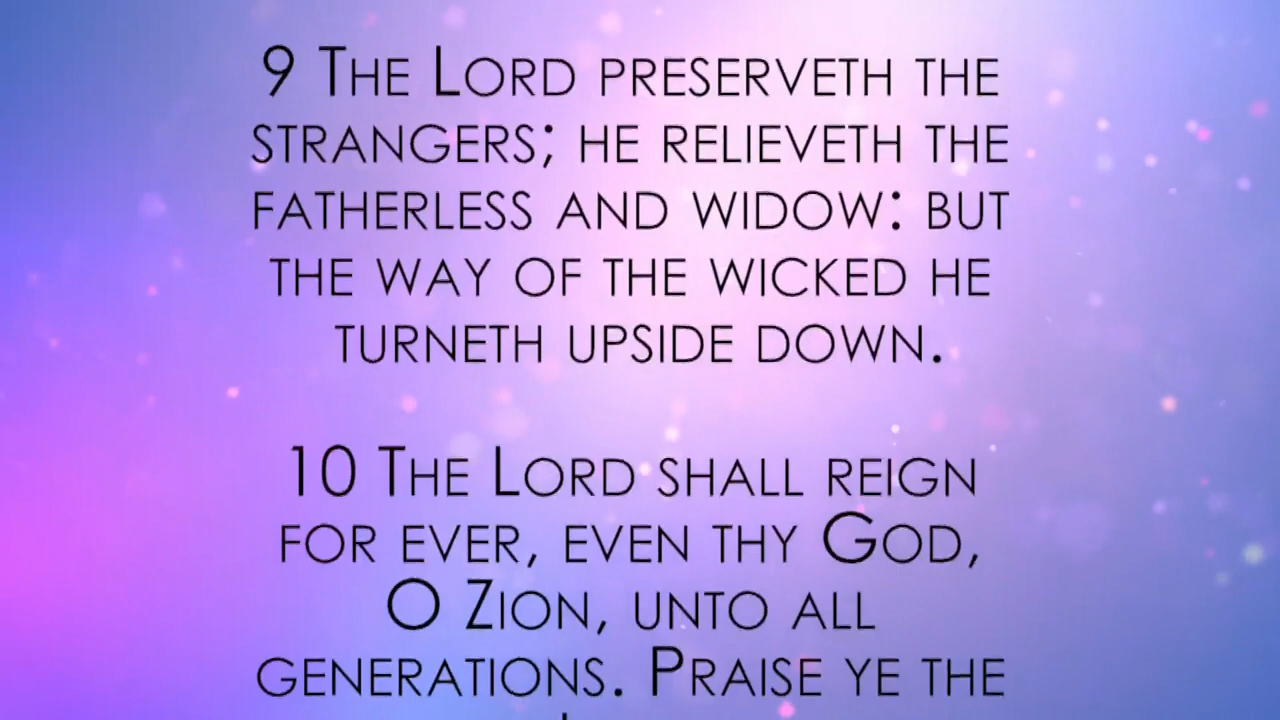 9 The Lord preserveth the
strangers; he relieveth the
fatherless and widow: but
the way of the wicked he
turneth upside down.
10 The Lord shall reign
for ever, even thy God,
O Zion, unto all
generations. Praise ye the